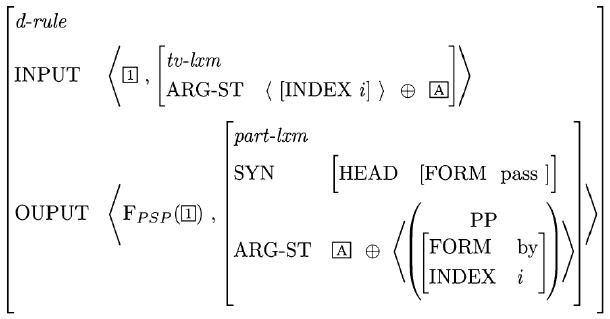 d-rule
INPUT ⟨ 1 , [ tv-lxm
ARG-ST ⟨ [INDEX i] ⟩ ⊕ A ] ⟩
part-lxm
SYN [ HEAD [FORM pass ] ]
OUPUT ⟨ F_PSP(1) ,
PP
ARG-ST A ⊕ ⟨ ( [ FORM by
INDEX i ] ) ⟩ ⟩